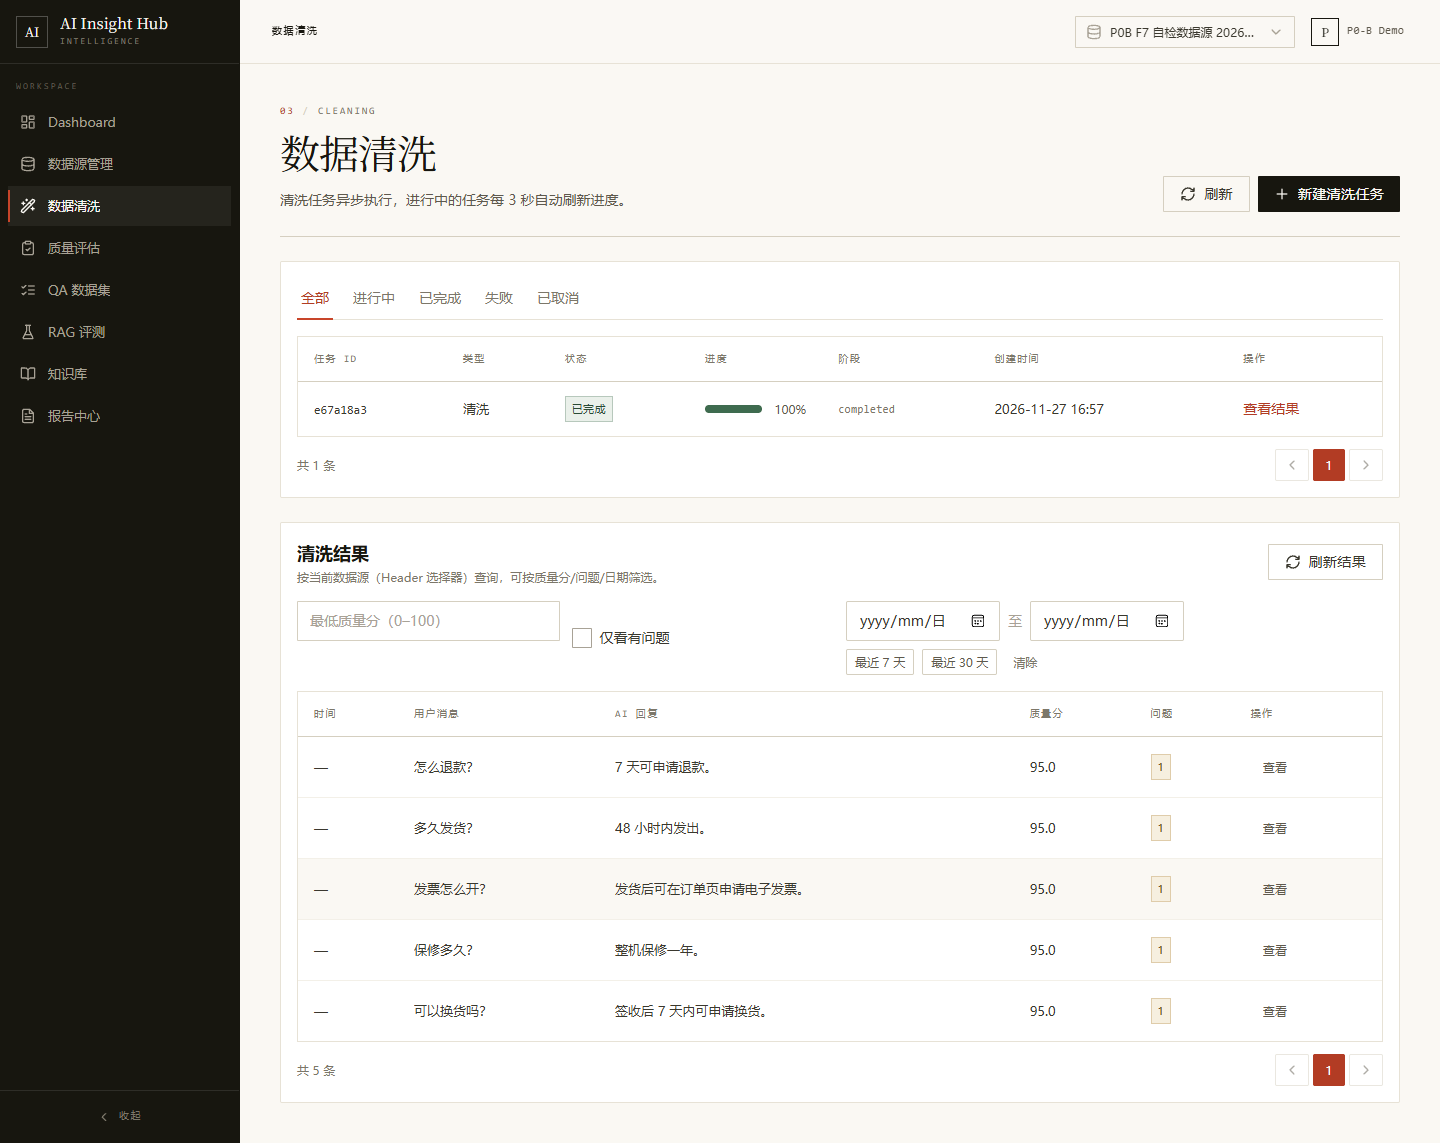 AI
AI Insight Hub
INTELLIGENCE
WORKSPACE
Dashboard
数据源管理
数据清洗
质量评估
QA 数据集
RAG 评测
知识库
报告中心
收起
数据清洗
P0B F7 自检数据源 2026...
P
P0-B Demo
03 / CLEANING
数据清洗
清洗任务异步执行，进行中的任务每 3 秒自动刷新进度。
刷新
新建清洗任务
全部 进行中 已完成 失败 已取消
任务 ID 类型 状态 进度 阶段 创建时间 操作
e67a18a3 清洗 已完成 100% completed 2026-11-27 16:57 查看结果
共 1 条
1
清洗结果
按当前数据源（Header 选择器）查询，可按质量分/问题/日期筛选。
刷新结果
最低质量分（0–100）
仅看有问题
yyyy/mm/日 至 yyyy/mm/日
最近 7 天 最近 30 天 清除
时间 用户消息 AI 回复 质量分 问题 操作
— 怎么退款? 7 天可申请退款。 95.0 1 查看
— 多久发货? 48 小时内发出。 95.0 1 查看
— 发票怎么开? 发货后可在订单页申请电子发票。 95.0 1 查看
— 保修多久? 整机保修一年。 95.0 1 查看
— 可以换货吗? 签收后 7 天内可申请换货。 95.0 1 查看
共 5 条
1